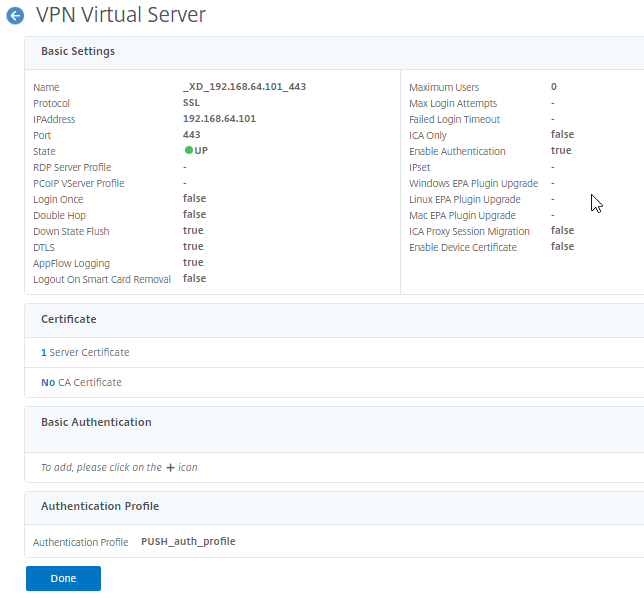 VPN Virtual Server
Basic Settings
Name _XD_192.168.64.101_443
Protocol SSL
IPAddress 192.168.64.101
Port 443
State UP
RDP Server Profile -
PCoIP VServer Profile -
Login Once false
Double Hop false
Down State Flush true
DTLS true
AppFlow Logging true
Logout On Smart Card Removal false
Maximum Users 0
Max Login Attempts -
Failed Login Timeout -
ICA Only false
Enable Authentication true
IPset -
Windows EPA Plugin Upgrade -
Linux EPA Plugin Upgrade -
Mac EPA Plugin Upgrade -
ICA Proxy Session Migration false
Enable Device Certificate false
Certificate
1 Server Certificate
No CA Certificate
Basic Authentication
To add, please click on the + icon
Authentication Profile
Authentication Profile PUSH_auth_profile
Done